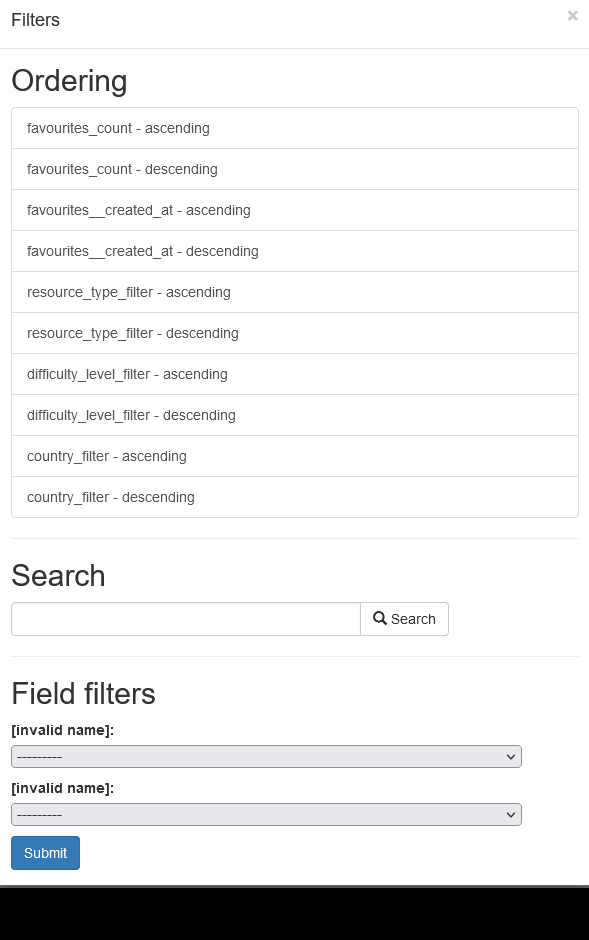 Filters
×
Ordering
favourites_count - ascending
favourites_count - descending
favourites__created_at - ascending
favourites__created_at - descending
resource_type_filter - ascending
resource_type_filter - descending
difficulty_level_filter - ascending
difficulty_level_filter - descending
country_filter - ascending
country_filter - descending
Search
Search
Field filters
[invalid name]:
---------
[invalid name]:
---------
Submit